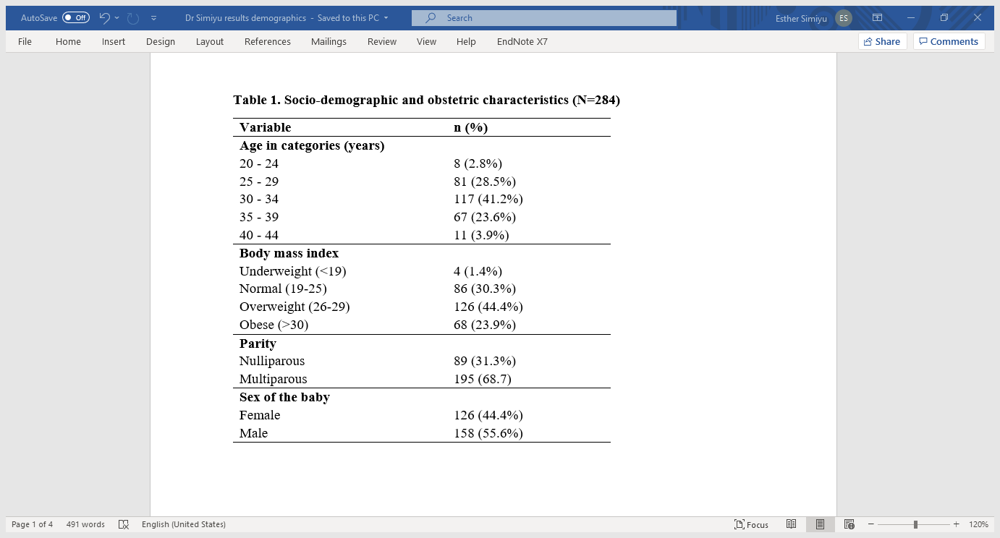 AutoSave Off Dr Simiyu results demographics - Saved to this PC Search Esther Simiyu ES
File Home Insert Design Layout References Mailings Review View Help EndNote X7 Share Comments
Table 1. Socio-demographic and obstetric characteristics (N=284)
Variable n (%)
Age in categories (years)
20 - 24 8 (2.8%)
25 - 29 81 (28.5%)
30 - 34 117 (41.2%)
35 - 39 67 (23.6%)
40 - 44 11 (3.9%)
Body mass index
Underweight (<19) 4 (1.4%)
Normal (19-25) 86 (30.3%)
Overweight (26-29) 126 (44.4%)
Obese (>30) 68 (23.9%)
Parity
Nulliparous 89 (31.3%)
Multiparous 195 (68.7)
Sex of the baby
Female 126 (44.4%)
Male 158 (55.6%)
Page 1 of 4 491 words English (United States) Focus 120%